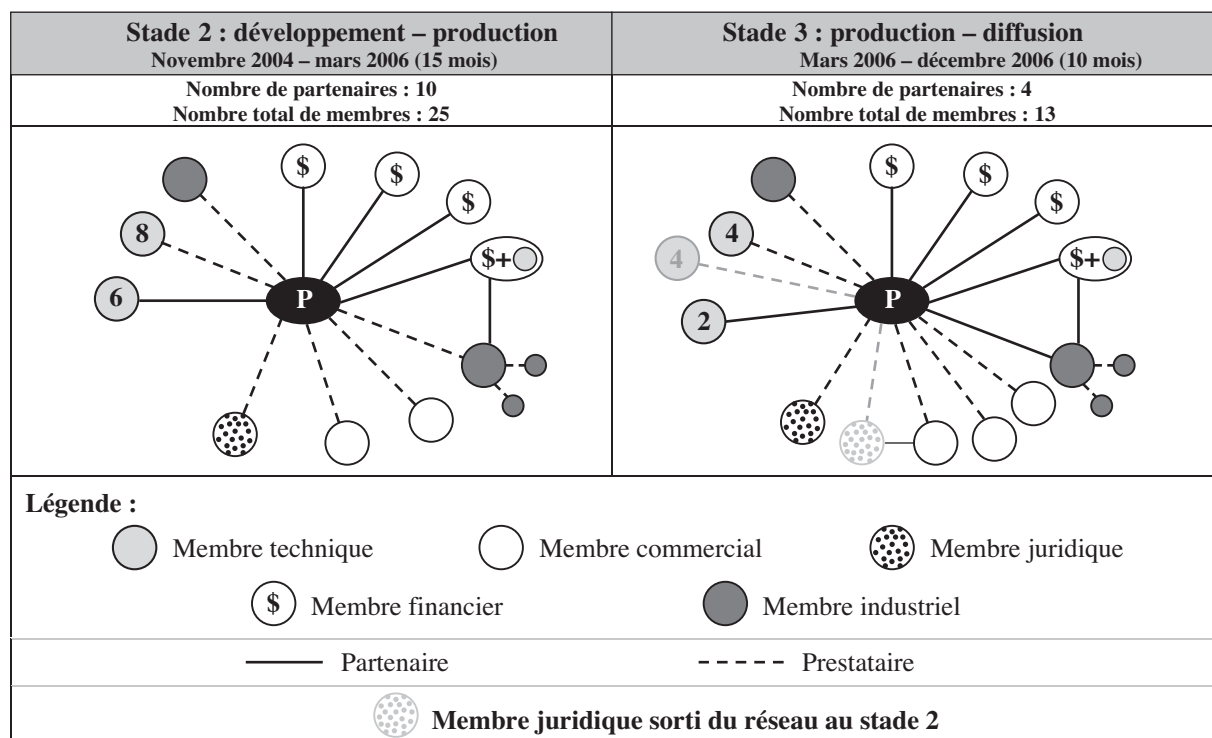 Stade 2 : développement – production
Novembre 2004 – mars 2006 (15 mois)
Nombre de partenaires : 10
Nombre total de membres : 25
$
$
$
$+
8
6
P
Stade 3 : production – diffusion
Mars 2006 – décembre 2006 (10 mois)
Nombre de partenaires : 4
Nombre total de membres : 13
$
$
$
$+
4
4
2
P
Légende :
Membre technique
Membre commercial
Membre juridique
$ Membre financier
Membre industriel
Partenaire
Prestataire
Membre juridique sorti du réseau au stade 2